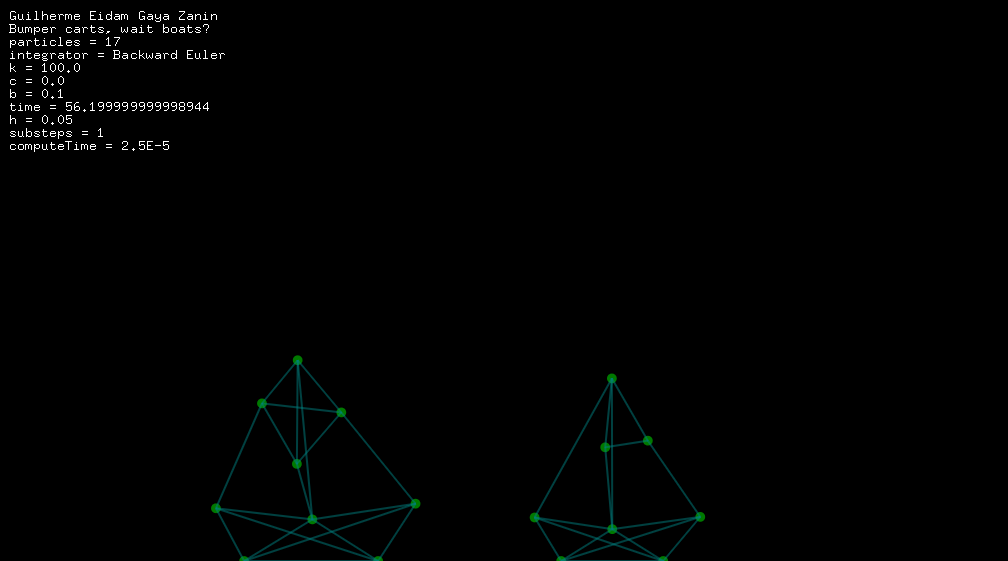 Guilherme Eidam Gaya Zanin
Bumper carts, wait boats?
particles = 17
integrator = Backward Euler
k = 100.0
c = 0.0
b = 0.1
time = 56.199999999998944
h = 0.05
substeps = 1
computeTime = 2.5E-5